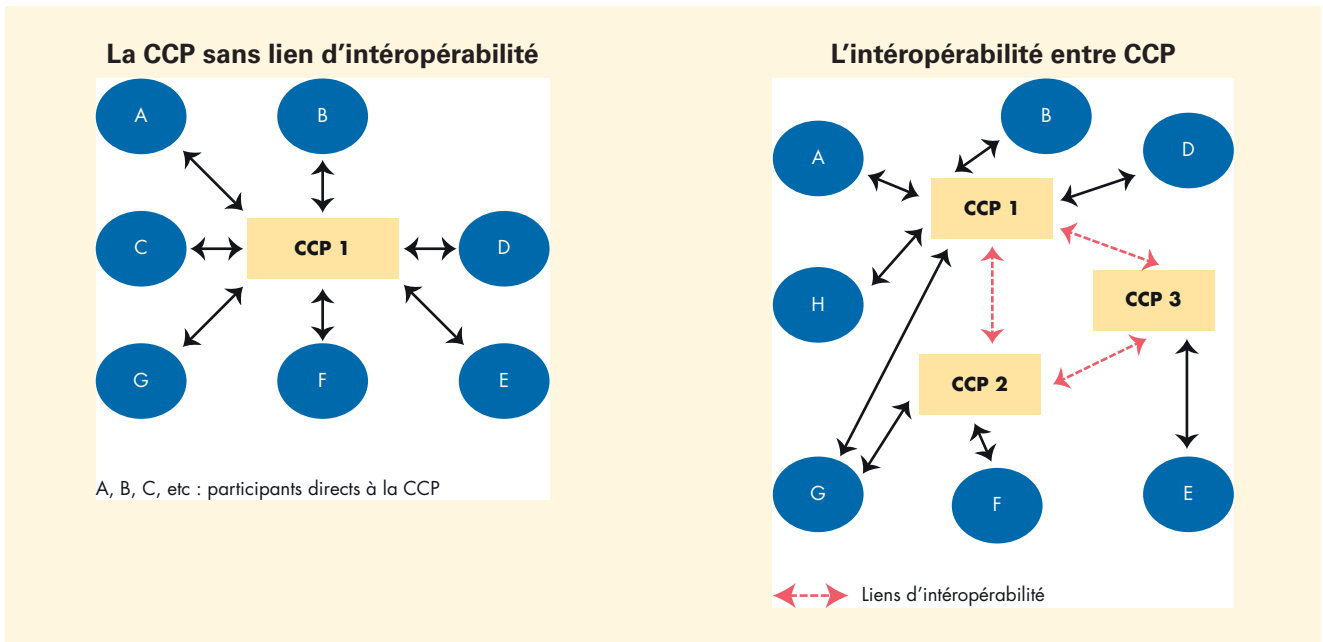 La CCP sans lien d'intéropérabilité
A
B
C
CCP 1
D
G
F
E
A, B, C, etc : participants directs à la CCP
L'intéropérabilité entre CCP
B
A
D
CCP 1
H
CCP 3
CCP 2
G
F
E
Liens d'intéropérabilité